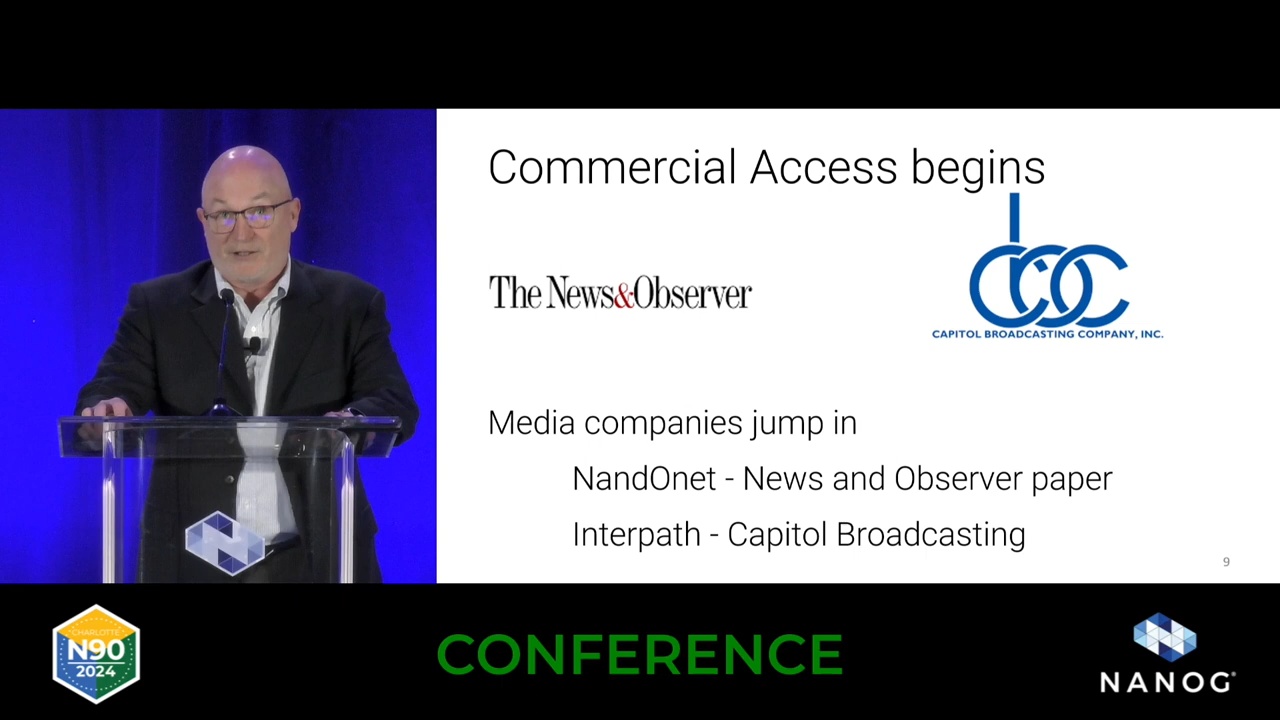 Commercial Access begins
The News&Observer
cbc
CAPITOL BROADCASTING COMPANY, INC.
Media companies jump in
NandOnet - News and Observer paper
Interpath - Capitol Broadcasting
9
N
CHARLOTTE
N90
2024
CONFERENCE
NANOG